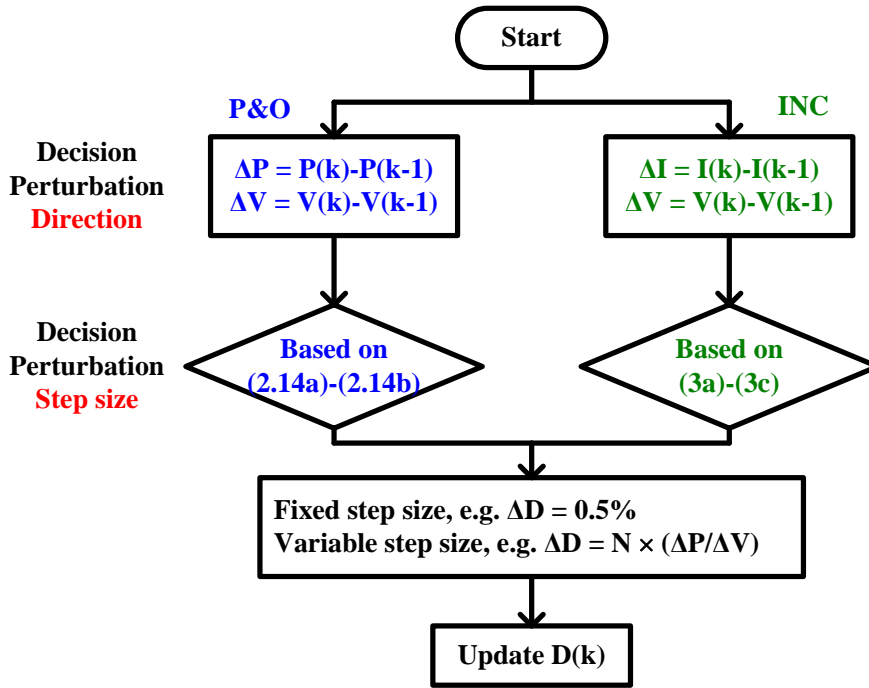 Start
P&O
INC
Decision
Perturbation
Direction
ΔP = P(k)-P(k-1)
ΔV = V(k)-V(k-1)
ΔI = I(k)-I(k-1)
ΔV = V(k)-V(k-1)
Decision
Perturbation
Step size
Based on
(2.14a)-(2.14b)
Based on
(3a)-(3c)
Fixed step size, e.g. ΔD = 0.5%
Variable step size, e.g. ΔD = N × (ΔP/ΔV)
Update D(k)